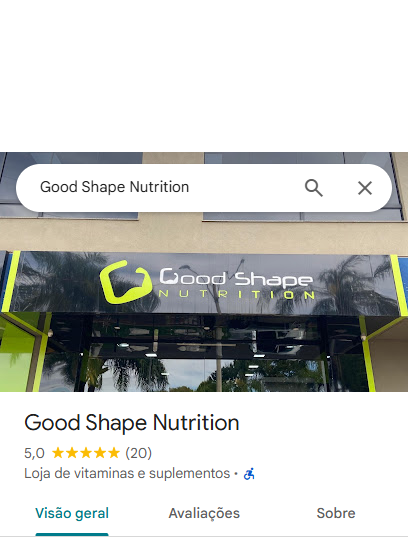 Good Shape Nutrition
Good Shape
NUTRITION
Good Shape Nutrition
5,0 ★★★★★ (20)
Loja de vitaminas e suplementos ·
Visão geral Avaliações Sobre